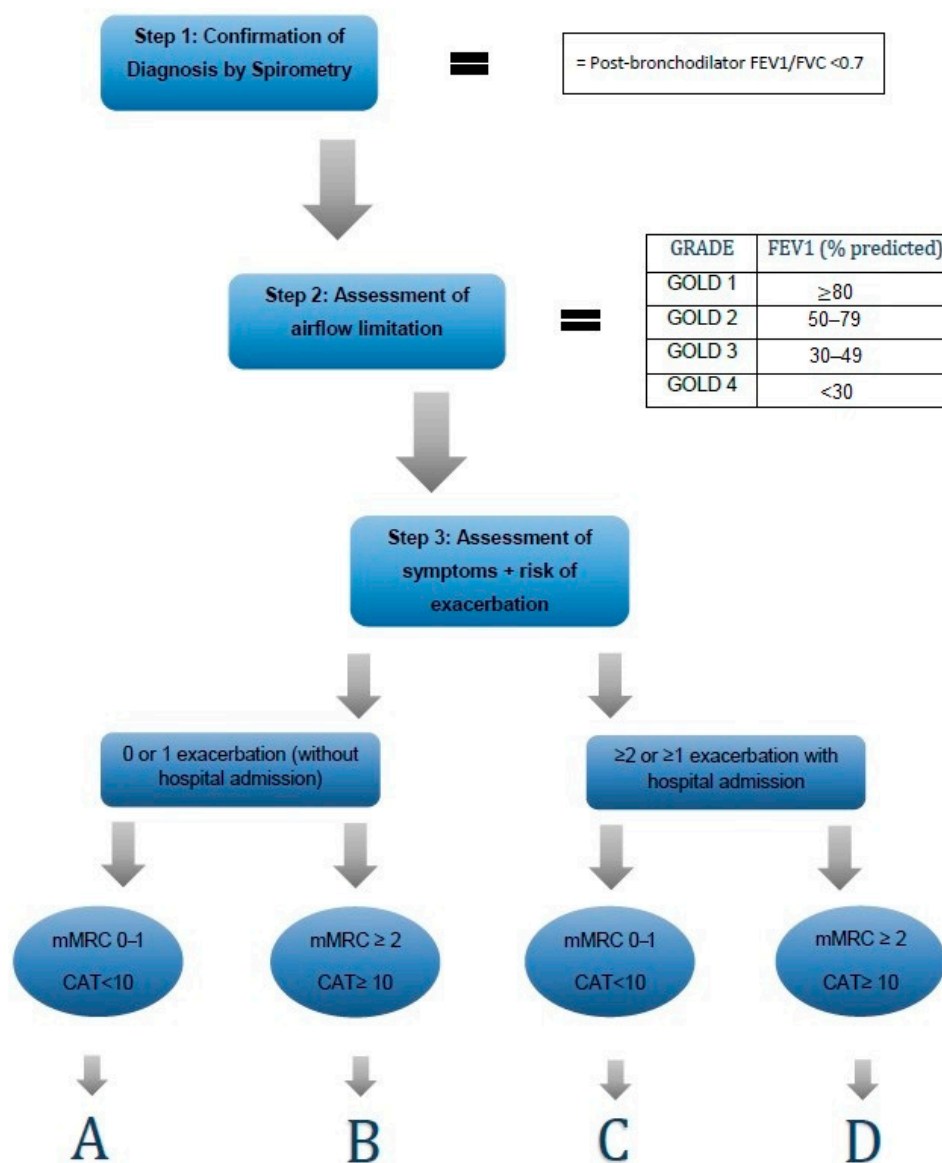 Step 1: Confirmation of
Diagnosis by Spirometry
= Post-bronchodilator FEV1/FVC <0.7
Step 2: Assessment of
airflow limitation
GRADE FEV1 (% predicted)
GOLD 1 ≥80
GOLD 2 50–79
GOLD 3 30–49
GOLD 4 <30
Step 3: Assessment of
symptoms + risk of
exacerbation
0 or 1 exacerbation (without
hospital admission)
≥2 or ≥1 exacerbation with
hospital admission
mMRC 0–1
CAT<10
mMRC ≥ 2
CAT≥ 10
mMRC 0–1
CAT<10
mMRC ≥ 2
CAT≥ 10
A B C D